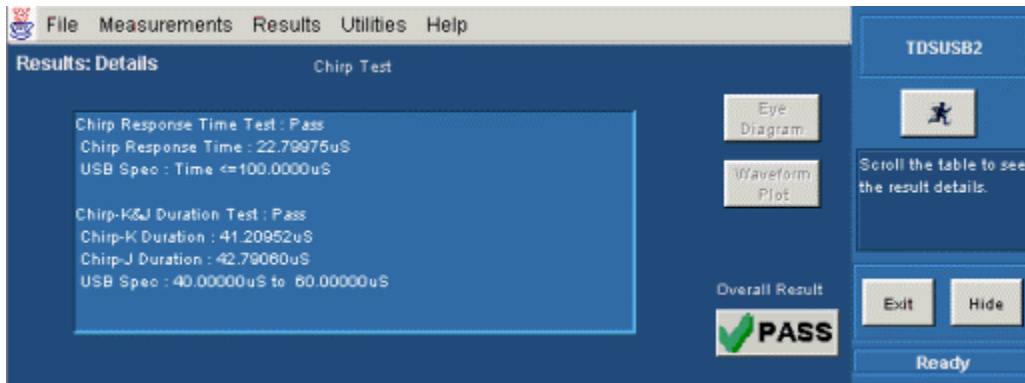 File Measurements Results Utilities Help
TDSUSB2
Results: Details
Chirp Test
Chirp Response Time Test : Pass
Chirp Response Time : 22.79975uS
USB Spec : Time <=100.0000uS
Chirp-K&J Duration Test : Pass
Chirp-K Duration : 41.20952uS
Chirp-J Duration : 42.79060uS
USB Spec : 40.00000uS to 60.00000uS
Eye
Diagram
Waveform
Plot
Overall Result
PASS
Scroll the table to see
the result details.
Exit
Hide
Ready